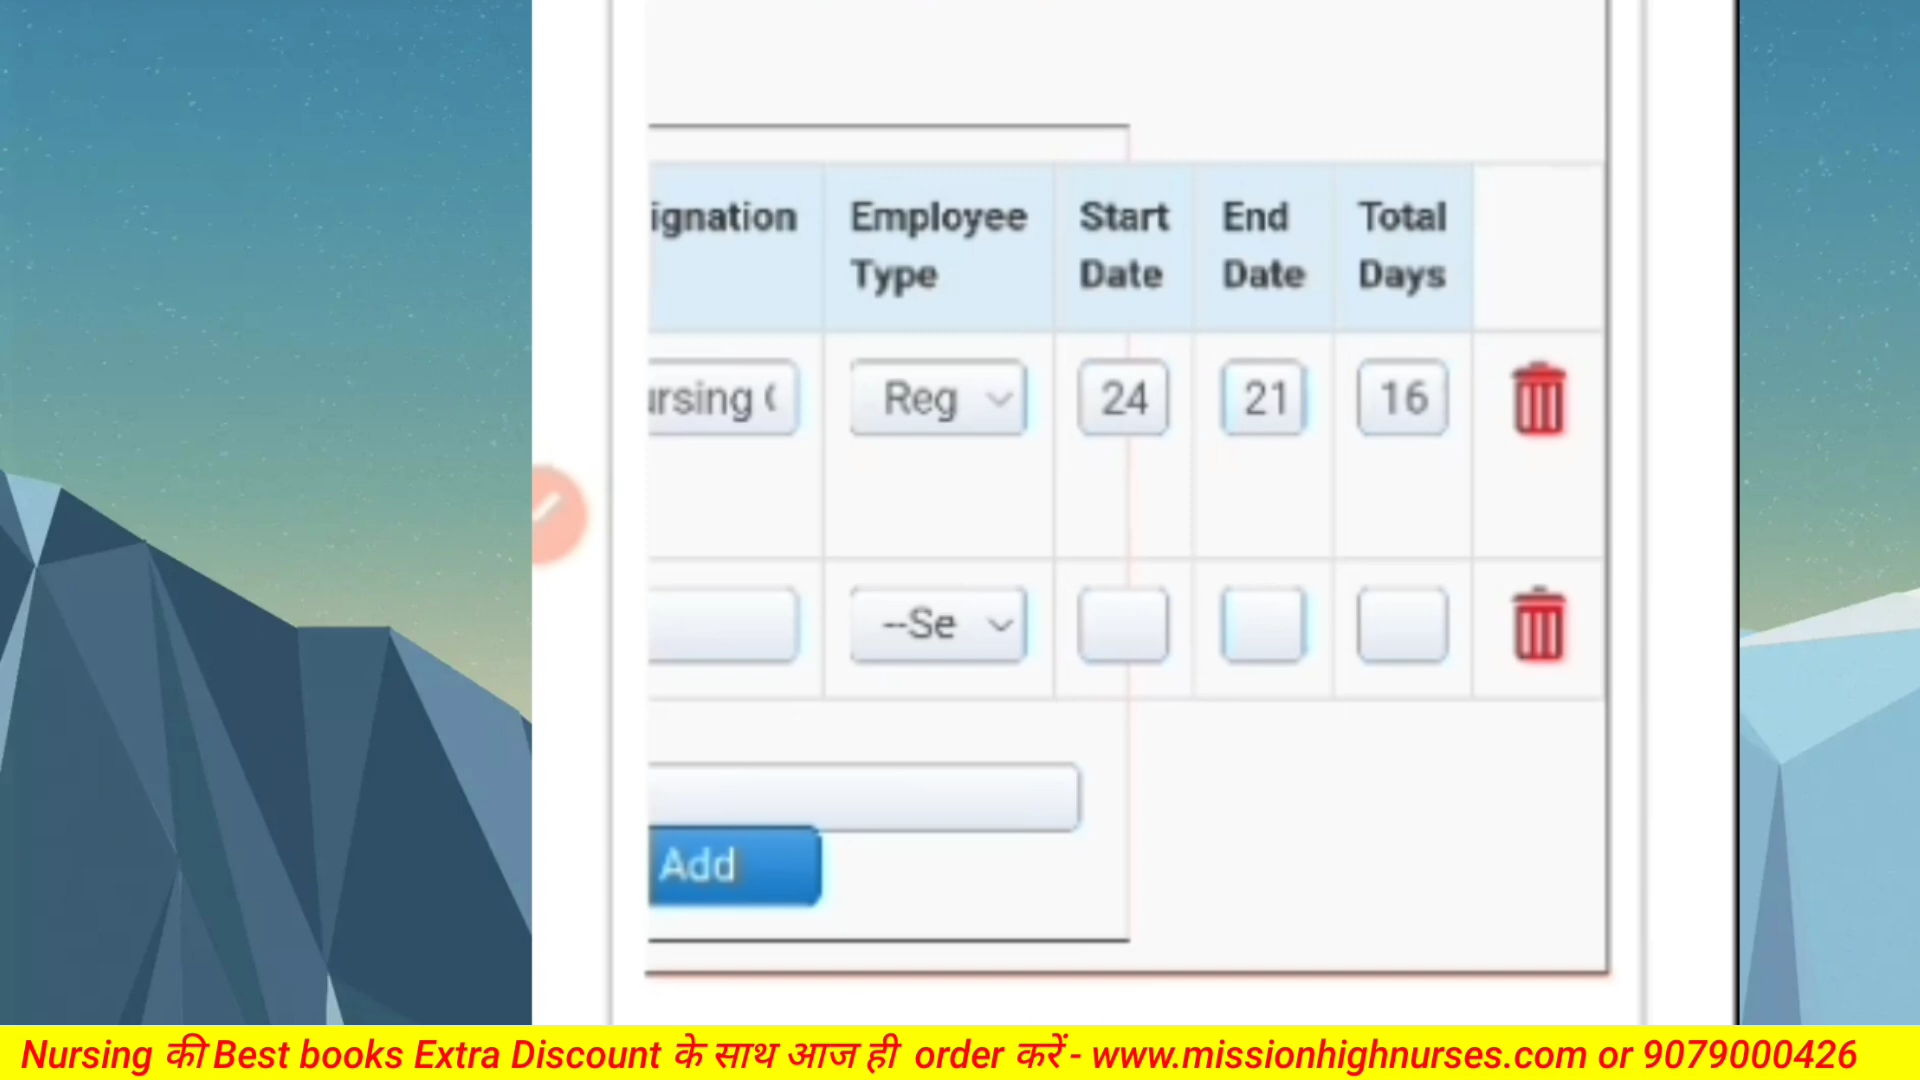 ignation Employee Type Start Date End Date Total Days
ursing Reg 24 21 16
--Se
Add
Nursing की Best books Extra Discount के साथ आज ही order करें - www.missionhighnurses.com or 9079000426